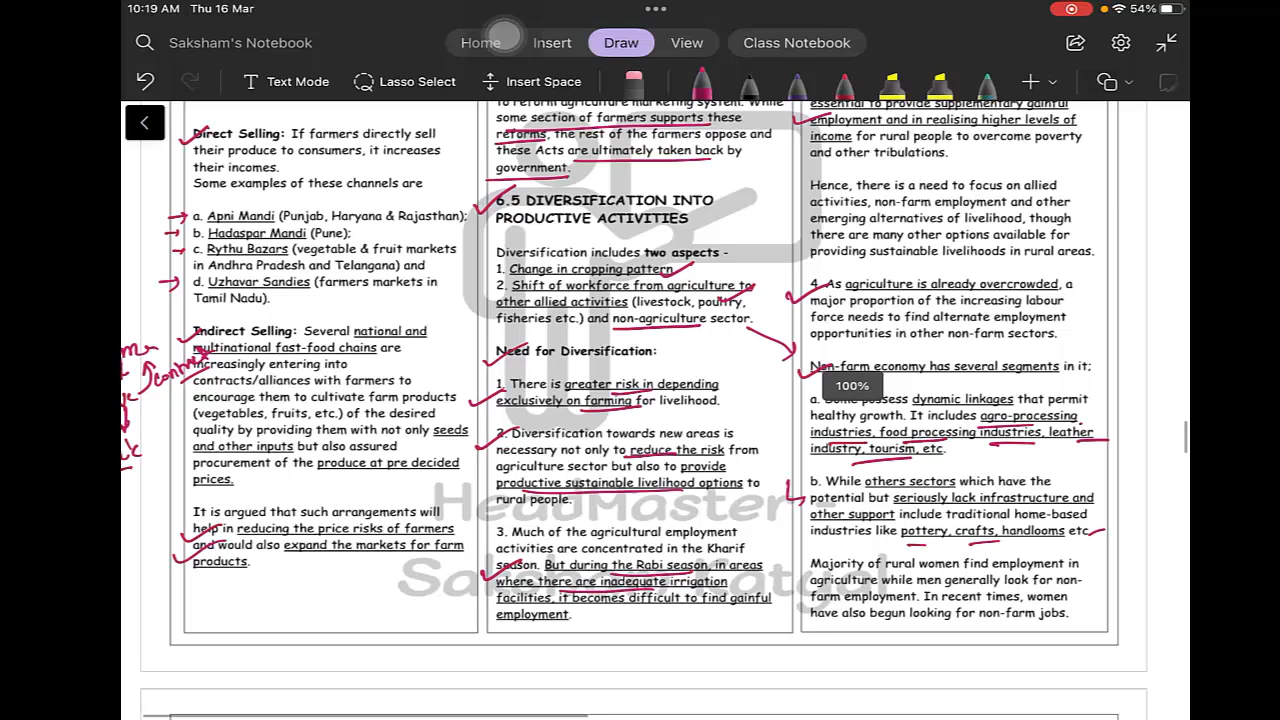 10:19 AM Thu 16 Mar
54%
Saksham's Notebook
Home Insert Draw View Class Notebook
Text Mode Lasso Select Insert Space
Direct Selling: If farmers directly sell
their produce to consumers, it increases
their incomes.
Some examples of these channels are
a. Apni Mandi (Punjab, Haryana & Rajasthan);
b. Hadaspar Mandi (Pune);
c. Rythu Bazars (vegetable & fruit markets
in Andhra Pradesh and Telangana) and
d. Uzhavar Sandies (farmers markets in
Tamil Nadu).
Indirect Selling: Several national and
multinational fast-food chains are
increasingly entering into
contracts/alliances with farmers to
encourage them to cultivate farm products
(vegetables, fruits, etc.) of the desired
quality by providing them with not only seeds
and other inputs but also assured
procurement of the produce at pre decided
prices.
It is argued that such arrangements will
help in reducing the price risks of farmers
and would also expand the markets for farm
products.
to reform agriculture marketing system. While
some section of farmers supports these
reforms, the rest of the farmers oppose and
these Acts are ultimately taken back by
government.
6.5 DIVERSIFICATION INTO
PRODUCTIVE ACTIVITIES
Diversification includes two aspects -
1. Change in cropping pattern
2. Shift of workforce from agriculture to
other allied activities (livestock, poultry,
fisheries etc.) and non-agriculture sector.
Need for Diversification:
1. There is greater risk in depending
exclusively on farming for livelihood.
2. Diversification towards new areas is
necessary not only to reduce the risk from
agriculture sector but also to provide
productive sustainable livelihood options to
rural people.
3. Much of the agricultural employment
activities are concentrated in the Kharif
season. But during the Rabi season, in areas
where there are inadequate irrigation
facilities, it becomes difficult to find gainful
employment.
essential to provide supplementary gainful
employment and in realising higher levels of
income for rural people to overcome poverty
and other tribulations.
Hence, there is a need to focus on allied
activities, non-farm employment and other
emerging alternatives of livelihood, though
there are many other options available for
providing sustainable livelihoods in rural areas.
4. As agriculture is already overcrowded, a
major proportion of the increasing labour
force needs to find alternate employment
opportunities in other non-farm sectors.
Non-farm economy has several segments in it;
100%
a. Some possess dynamic linkages that permit
healthy growth. It includes agro-processing
industries, food processing industries, leather
industry, tourism, etc.
b. While others sectors which have the
potential but seriously lack infrastructure and
other support include traditional home-based
industries like pottery, crafts, handlooms etc.
Majority of rural women find employment in
agriculture while men generally look for non-
farm employment. In recent times, women
have also begun looking for non-farm jobs.
HeadMaster -
Saksham Katyal